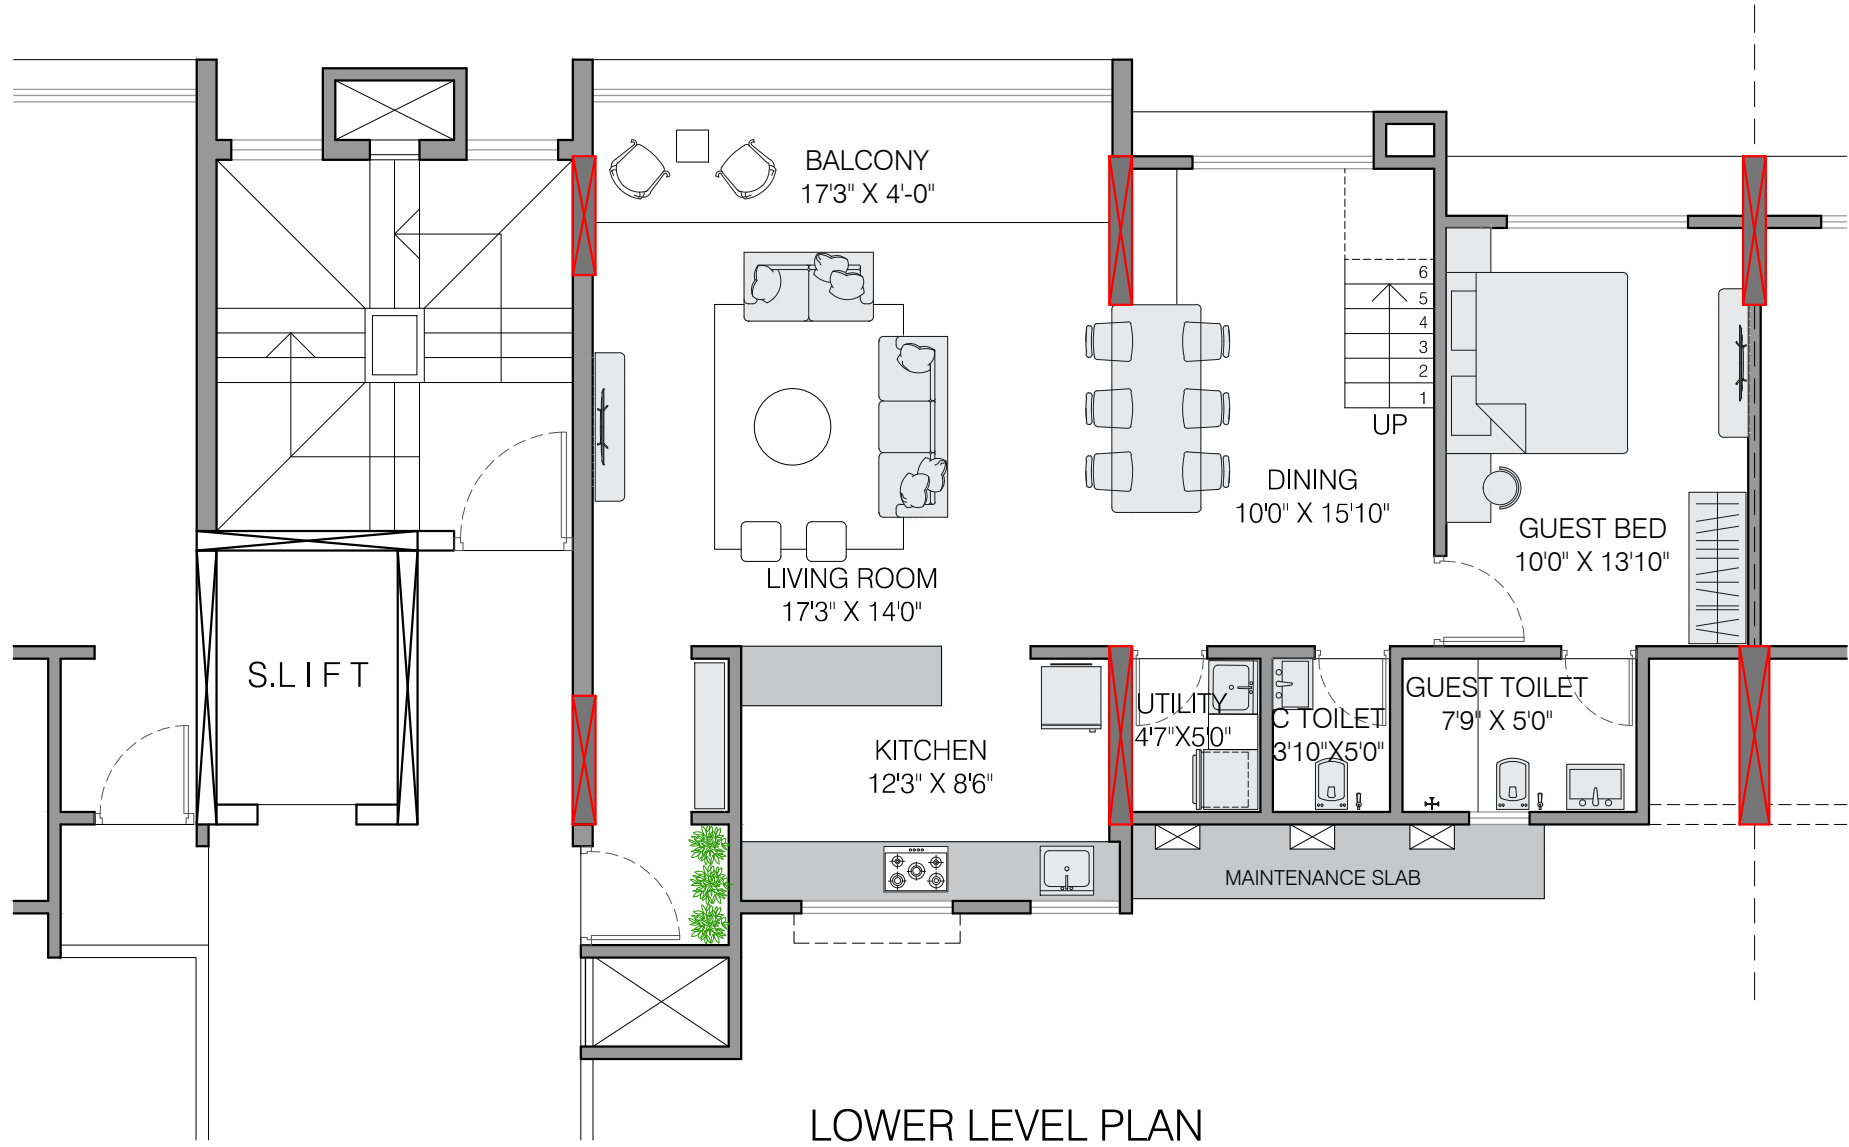 BALCONY
17'3" X 4'-0"
6
5
4
3
2
1
UP
DINING
10'0" X 15'10"
GUEST BED
10'0" X 13'10"
LIVING ROOM
17'3" X 14'0"
S.LIFT
GUEST TOILET
7'9" X 5'0"
UTILITY
4'7"X5'0"
C TOILET
3'10"X5'0"
KITCHEN
12'3" X 8'6"
MAINTENANCE SLAB
LOWER LEVEL PLAN